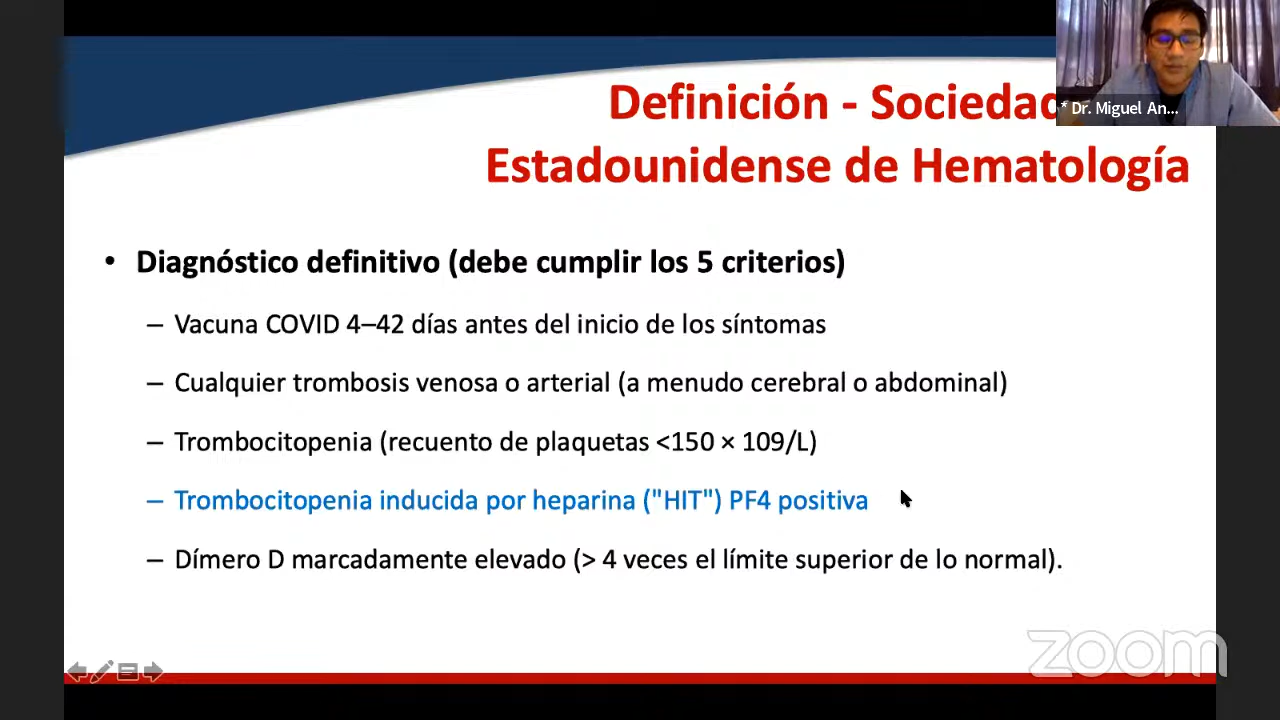 Definición - Sociedad
Estadounidense de Hematología
* Dr. Miguel An...
• Diagnóstico definitivo (debe cumplir los 5 criterios)
– Vacuna COVID 4–42 días antes del inicio de los síntomas
– Cualquier trombosis venosa o arterial (a menudo cerebral o abdominal)
– Trombocitopenia (recuento de plaquetas <150 × 109/L)
– Trombocitopenia inducida por heparina ("HIT") PF4 positiva
– Dímero D marcadamente elevado (> 4 veces el límite superior de lo normal).
zoom